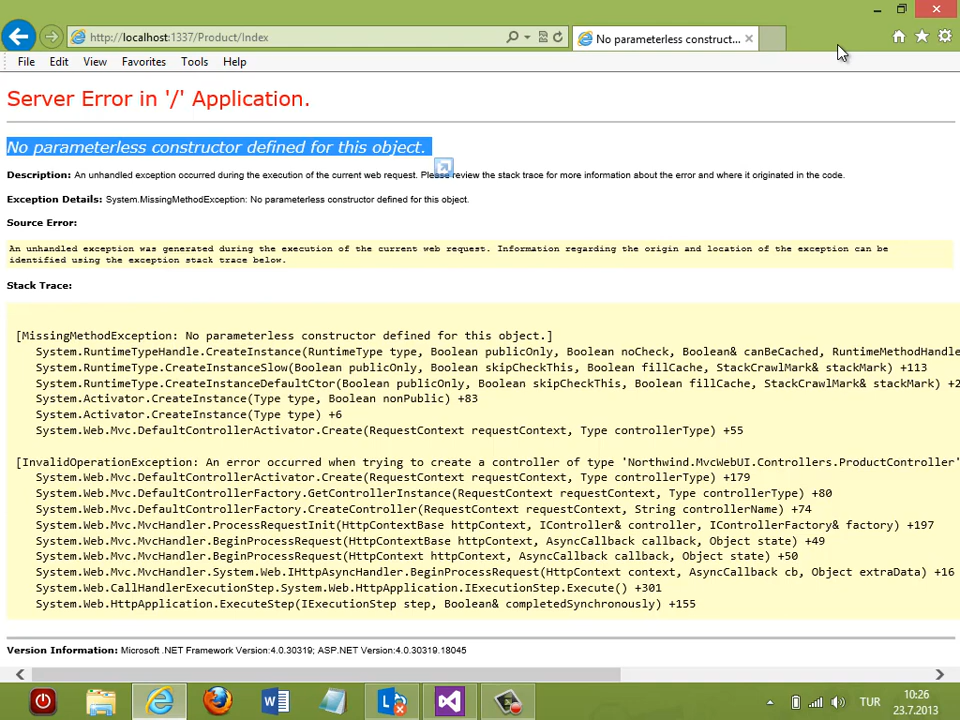 http://localhost:1337/Product/Index
No parameterless construct...
File Edit View Favorites Tools Help
Server Error in '/' Application.
No parameterless constructor defined for this object.
Description: An unhandled exception occurred during the execution of the current web request. Please review the stack trace for more information about the error and where it originated in the code.
Exception Details: System.MissingMethodException: No parameterless constructor defined for this object.
Source Error:
An unhandled exception was generated during the execution of the current web request. Information regarding the origin and location of the exception can be
identified using the exception stack trace below.
Stack Trace:
[MissingMethodException: No parameterless constructor defined for this object.]
System.RuntimeTypeHandle.CreateInstance(RuntimeType type, Boolean publicOnly, Boolean noCheck, Boolean& canBeCached, RuntimeMethodHandle
System.RuntimeType.CreateInstanceSlow(Boolean publicOnly, Boolean skipCheckThis, Boolean fillCache, StackCrawlMark& stackMark) +113
System.RuntimeType.CreateInstanceDefaultCtor(Boolean publicOnly, Boolean skipCheckThis, Boolean fillCache, StackCrawlMark& stackMark) +2
System.Activator.CreateInstance(Type type, Boolean nonPublic) +83
System.Activator.CreateInstance(Type type) +6
System.Web.Mvc.DefaultControllerActivator.Create(RequestContext requestContext, Type controllerType) +55
[InvalidOperationException: An error occurred when trying to create a controller of type 'Northwind.MvcWebUI.Controllers.ProductController'
System.Web.Mvc.DefaultControllerActivator.Create(RequestContext requestContext, Type controllerType) +179
System.Web.Mvc.DefaultControllerFactory.GetControllerInstance(RequestContext requestContext, Type controllerType) +80
System.Web.Mvc.DefaultControllerFactory.CreateController(RequestContext requestContext, String controllerName) +74
System.Web.Mvc.MvcHandler.ProcessRequestInit(HttpContextBase httpContext, IController& controller, IControllerFactory& factory) +197
System.Web.Mvc.MvcHandler.BeginProcessRequest(HttpContextBase httpContext, AsyncCallback callback, Object state) +49
System.Web.Mvc.MvcHandler.BeginProcessRequest(HttpContext httpContext, AsyncCallback callback, Object state) +50
System.Web.Mvc.MvcHandler.System.Web.IHttpAsyncHandler.BeginProcessRequest(HttpContext context, AsyncCallback cb, Object extraData) +16
System.Web.CallHandlerExecutionStep.System.Web.HttpApplication.IExecutionStep.Execute() +301
System.Web.HttpApplication.ExecuteStep(IExecutionStep step, Boolean& completedSynchronously) +155
Version Information: Microsoft .NET Framework Version:4.0.30319; ASP.NET Version:4.0.30319.18045
TUR
10:26
23.7.2013